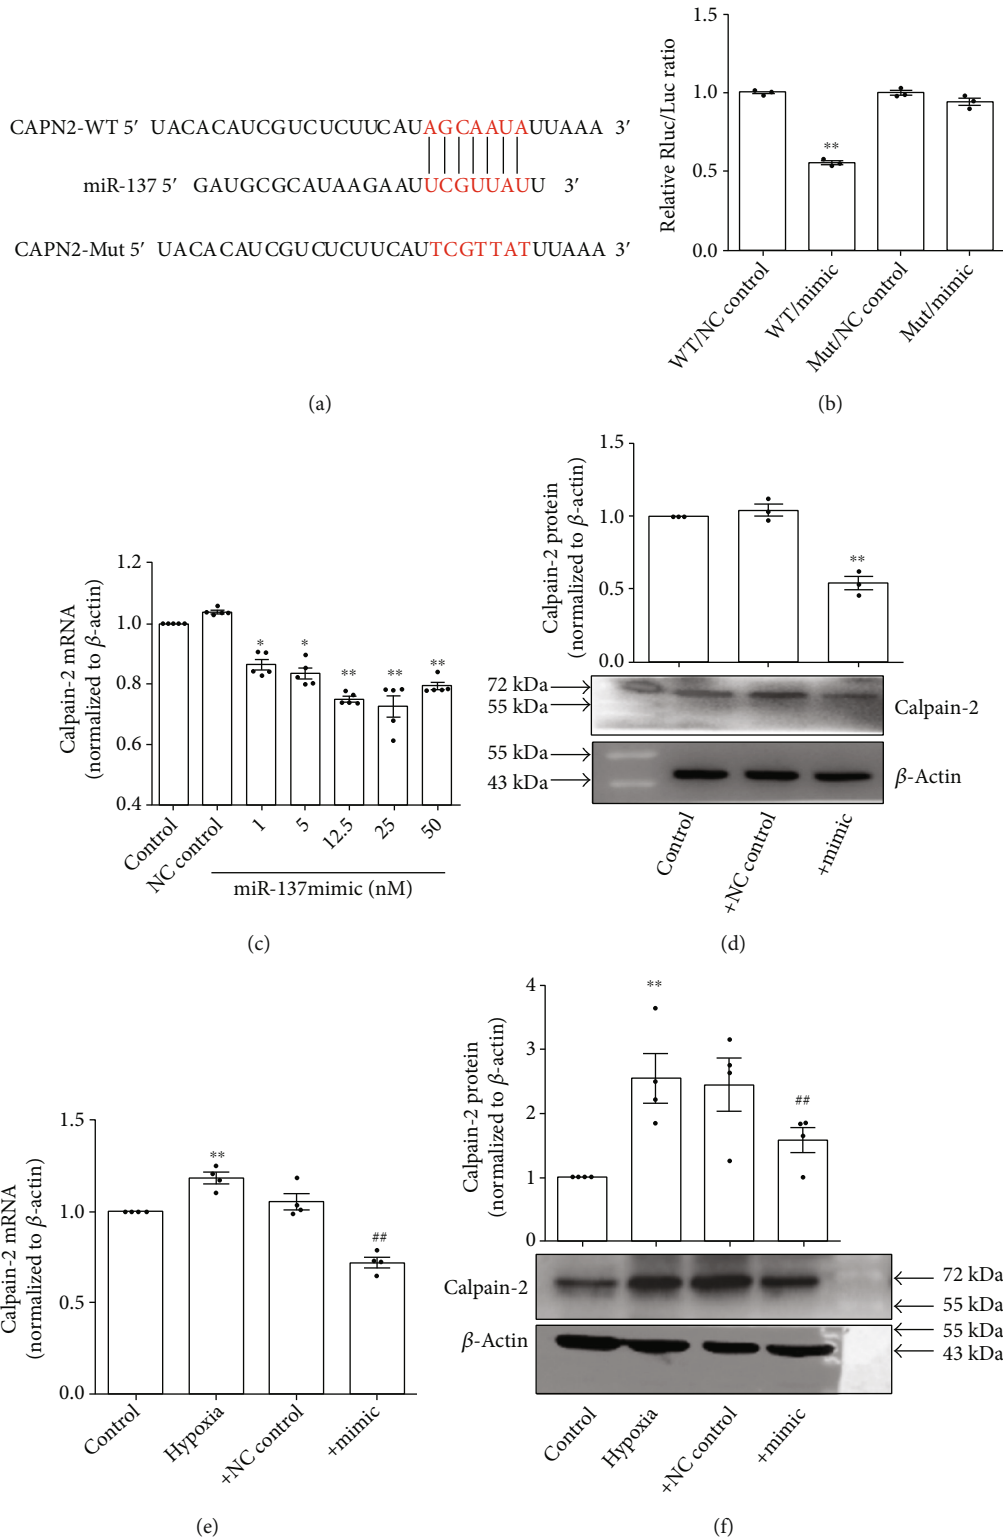 CAPN2-WT 5′ UACACAUCGUCUCUUCAUAGCAAUAUUAAA 3′
miR-137 5′ GAUGCGCAUAAGAAUUCGUUAUU 3′
CAPN2-Mut 5′ UACACAUCGUCUCUUCAUTCGTTATUUAAA 3′
(a)
Relative Rluc/Luc ratio
1.5
1.0
0.5
0.0
**
WT/NC control
WT/mimic
Mut/NC control
Mut/mimic
(b)
Calpain-2 mRNA
(normalized to β-actin)
1.2
1.0
0.8
0.6
0.4
* * ** ** **
Control
NC control
1
5
12.5
25
50
miR-137mimic (nM)
(c)
Calpain-2 protein
(normalized to β-actin)
1.5
1.0
0.5
0.0
**
72 kDa
55 kDa
Calpain-2
55 kDa
43 kDa
β-Actin
Control
+NC control
+mimic
(d)
Calpain-2 mRNA
(normalized to β-actin)
1.5
1.0
0.5
0.0
**
##
Control
Hypoxia
+NC control
+mimic
(e)
Calpain-2 protein
(normalized to β-actin)
4
3
2
1
0
**
##
Calpain-2
72 kDa
55 kDa
β-Actin
55 kDa
43 kDa
Control
Hypoxia
+NC control
+mimic
(f)